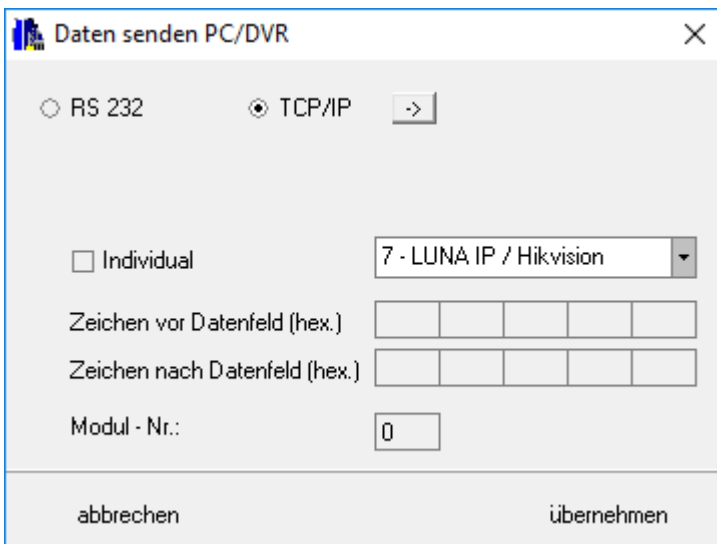 Daten senden PC/DVR
RS 232 TCP/IP ->
Individual 7 - LUNA IP / Hikvision
Zeichen vor Datenfeld (hex.)
Zeichen nach Datenfeld (hex.)
Modul - Nr.: 0
abbrechen übernehmen